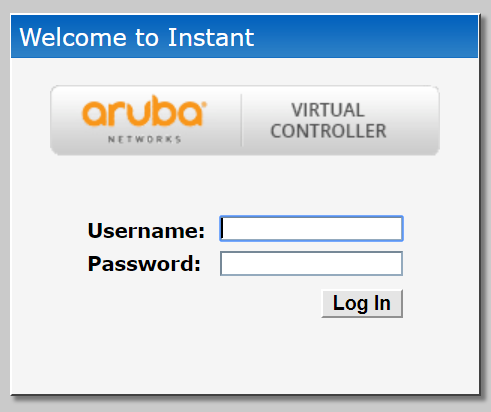 Welcome to Instant
aruba®
NETWORKS
VIRTUAL
CONTROLLER
Username:
Password:
Log In